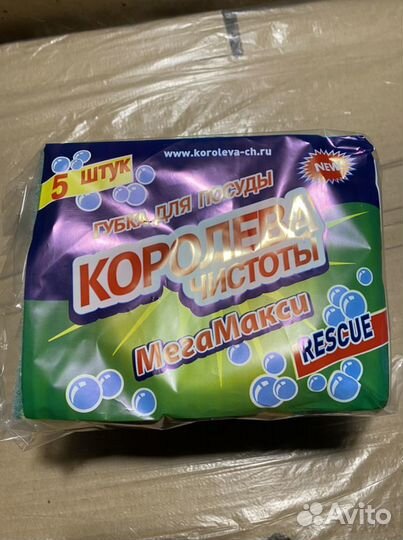 www.koroleva-ch.ru
5 ШТУК
NEW
ГУБКА ДЛЯ ПОСУДЫ
КОРОЛЕВА
ЧИСТОТЫ
МегаМакси
RESCUE
Avito